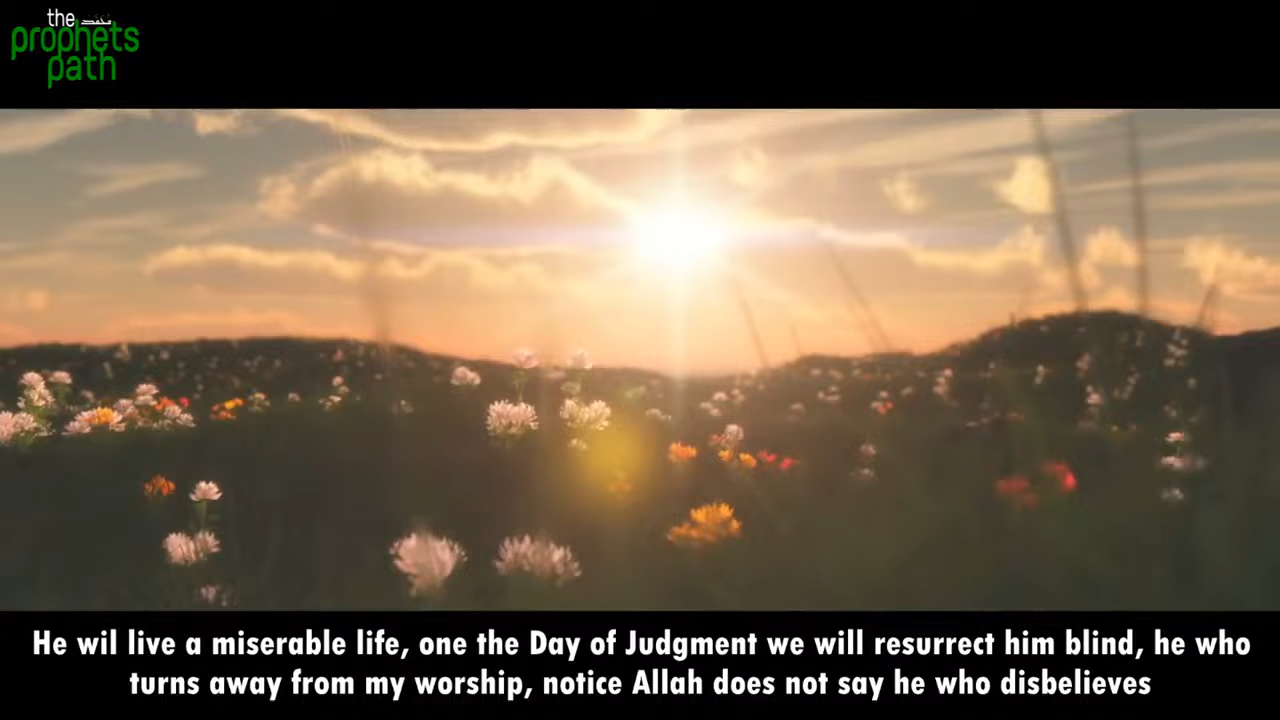 the محمد
prophets
path
He wil live a miserable life, one the Day of Judgment we will resurrect him blind, he who
turns away from my worship, notice Allah does not say he who disbelieves